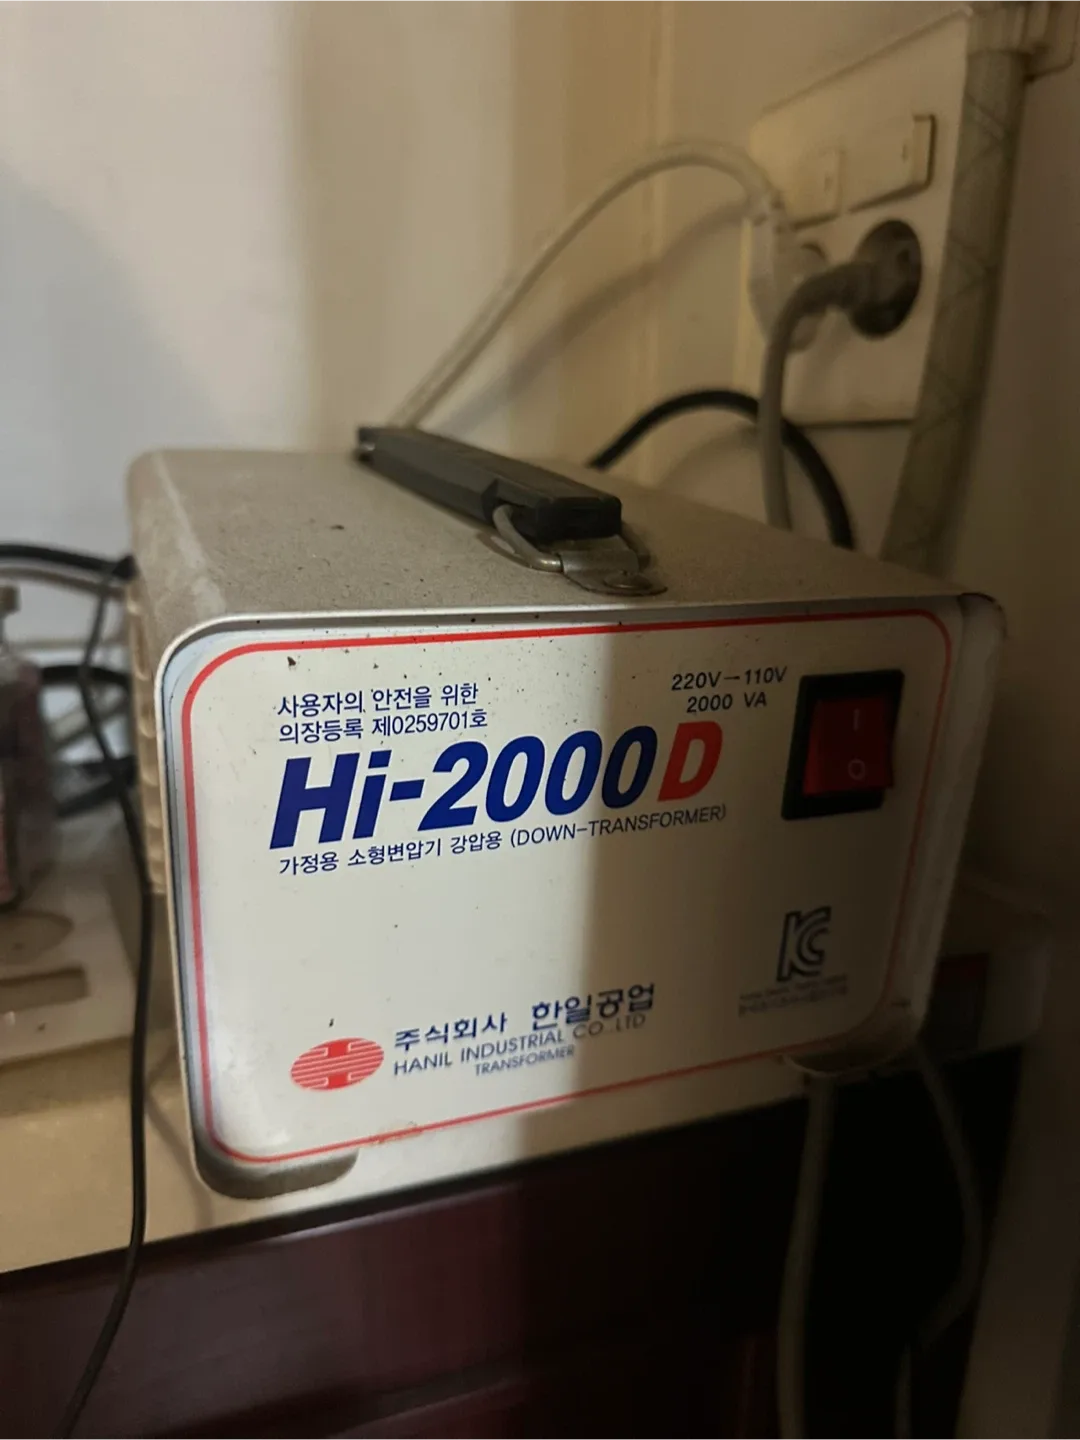 사용자의 안전을 위한
의장등록 제0259701호
220V-110V
2000 VA
Hi-2000D
가정용 소형변압기 강압용 (DOWN-TRANSFORMER)
주식회사 한일공업
HANIL INDUSTRIAL CO.,LTD
TRANSFORMER